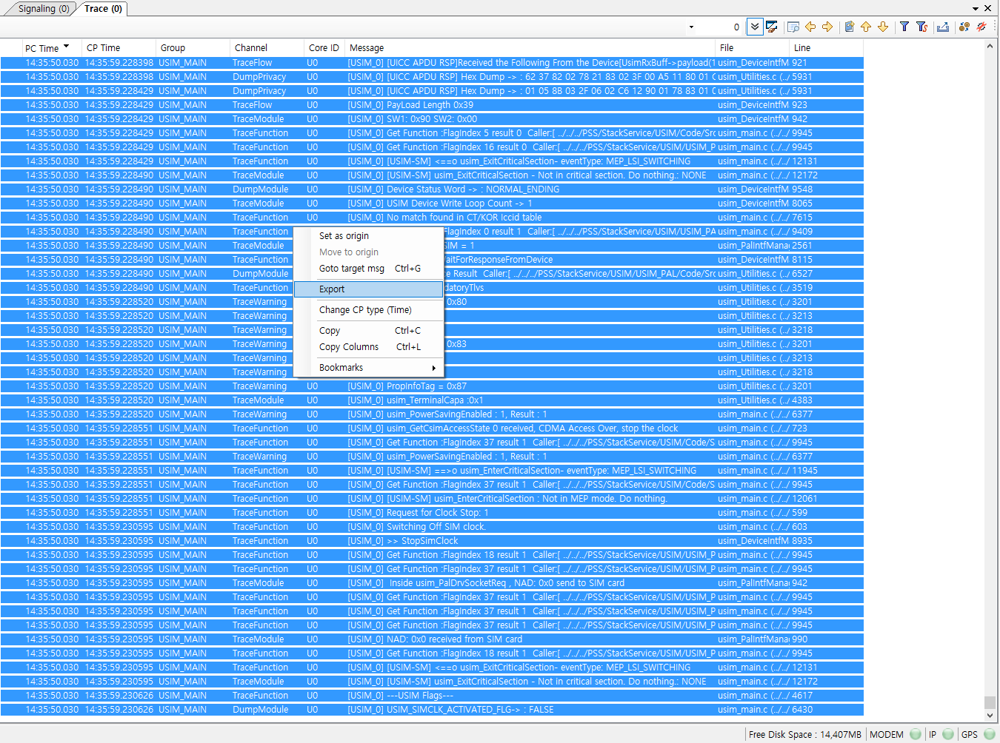 Signaling (0) Trace (0)
0
PC Time CP Time Group Channel Core ID Message File Line
14:35:50.030 14:35:59.228398 USIM_MAIN TraceFlow U0 [USIM_0] [UICC APDU RSP]Received the Following From the Device[UsimRxBuff->payload(1 usim_DeviceIntfM 921
14:35:50.030 14:35:59.228398 USIM_MAIN DumpPrivacy U0 [USIM_0] [UICC APDU RSP] Hex Dump -> : 62 37 82 02 78 21 83 02 3F 00 A5 11 80 01 usim_Utilities.c (../ 5931
14:35:50.030 14:35:59.228429 USIM_MAIN DumpPrivacy U0 [USIM_0] [UICC APDU RSP] Hex Dump -> : 01 05 8B 03 2F 06 02 C6 12 90 01 78 83 01 usim_Utilities.c (../ 5931
14:35:50.030 14:35:59.228429 USIM_MAIN TraceFlow U0 [USIM_0] PayLoad Length 0x39 usim_DeviceIntfM 923
14:35:50.030 14:35:59.228429 USIM_MAIN TraceModule U0 [USIM_0] SW1: 0x90 SW2: 0x00 usim_DeviceIntfM 942
14:35:50.030 14:35:59.228429 USIM_MAIN TraceFunction U0 [USIM_0] Get Function :FlagIndex 5 result 0 Caller:[ ../../../PSS/StackService/USIM/Code/Src usim_main.c (../../ 9945
14:35:50.030 14:35:59.228429 USIM_MAIN TraceFunction U0 [USIM_0] Get Function :FlagIndex 16 result 0 Caller:[ ../../../PSS/StackService/USIM/USIM_P usim_main.c (../../ 9945
14:35:50.030 14:35:59.228490 USIM_MAIN TraceFunction U0 [USIM_0] [USIM-SM] <==o usim_ExitCriticalSection- eventType: MEP_LSI_SWITCHING usim_main.c (../../ 12131
14:35:50.030 14:35:59.228490 USIM_MAIN TraceModule U0 [USIM_0] [USIM-SM] usim_ExitCriticalSection - Not in critical section. Do nothing.: NONE usim_main.c (../../ 12172
14:35:50.030 14:35:59.228490 USIM_MAIN DumpModule U0 [USIM_0] Device Status Word -> : NORMAL_ENDING usim_DeviceIntfM 9548
14:35:50.030 14:35:59.228490 USIM_MAIN TraceModule U0 [USIM_0] USIM Device Write Loop Count -> 1 usim_DeviceIntfM 8065
14:35:50.030 14:35:59.228490 USIM_MAIN TraceFunction U0 [USIM_0] No match found in CT/KOR Iccid table usim_main.c (../../ 7615
14:35:50.030 14:35:59.228490 USIM_MAIN TraceFunction FlagIndex 0 result 1 Caller:[ ../../../PSS/StackService/USIM/USIM_PA usim_main.c (../../ 9409
14:35:50.030 14:35:59.228490 USIM_MAIN TraceModule SIM = 1 usim_PalIntfManag 2561
14:35:50.030 14:35:59.228490 USIM_MAIN TraceFunction aitForResponseFromDevice usim_DeviceIntfM 8115
14:35:50.030 14:35:59.228490 USIM_MAIN DumpModule e Result Caller:[ ../../../PSS/StackService/USIM/USIM_PAL/Code/Src usim_Utilities.c (../ 6527
14:35:50.030 14:35:59.228490 USIM_MAIN TraceFunction datoryTlvs usim_Utilities.c (../ 3519
14:35:50.030 14:35:59.228520 USIM_MAIN TraceWarning 0x80 usim_Utilities.c (../ 3201
14:35:50.030 14:35:59.228520 USIM_MAIN TraceWarning usim_Utilities.c (../ 3213
14:35:50.030 14:35:59.228520 USIM_MAIN TraceWarning usim_Utilities.c (../ 3218
14:35:50.030 14:35:59.228520 USIM_MAIN TraceWarning 0x83 usim_Utilities.c (../ 3201
14:35:50.030 14:35:59.228520 USIM_MAIN TraceWarning usim_Utilities.c (../ 3213
14:35:50.030 14:35:59.228520 USIM_MAIN TraceWarning usim_Utilities.c (../ 3218
14:35:50.030 14:35:59.228520 USIM_MAIN TraceWarning U0 [USIM_0] PropInfoTag = 0x87 usim_Utilities.c (../ 3201
14:35:50.030 14:35:59.228520 USIM_MAIN TraceModule U0 [USIM_0] usim_TerminalCapa :0x1 usim_Utilities.c (../ 4383
14:35:50.030 14:35:59.228520 USIM_MAIN TraceWarning U0 [USIM_0] usim_PowerSavingEnabled : 1, Result : 1 usim_main.c (../../ 6377
14:35:50.030 14:35:59.228551 USIM_MAIN TraceFunction U0 [USIM_0] usim_GetCsimAccessState 0 received, CDMA Access Over, stop the clock usim_main.c (../../ 723
14:35:50.030 14:35:59.228551 USIM_MAIN TraceFunction U0 [USIM_0] Get Function :FlagIndex 37 result 1 Caller:[ ../../../PSS/StackService/USIM/Code/S usim_main.c (../../ 9945
14:35:50.030 14:35:59.228551 USIM_MAIN TraceWarning U0 [USIM_0] usim_PowerSavingEnabled : 1, Result : 1 usim_main.c (../../ 6377
14:35:50.030 14:35:59.228551 USIM_MAIN TraceFunction U0 [USIM_0] [USIM-SM] ==>o usim_EnterCriticalSection- eventType: MEP_LSI_SWITCHING usim_main.c (../../ 11945
14:35:50.030 14:35:59.228551 USIM_MAIN TraceFunction U0 [USIM_0] Get Function :FlagIndex 37 result 1 Caller:[ ../../../PSS/StackService/USIM/Code/S usim_main.c (../../ 9945
14:35:50.030 14:35:59.228551 USIM_MAIN TraceFunction U0 [USIM_0] [USIM-SM] usim_EnterCriticalSection : Not in MEP mode. Do nothing. usim_main.c (../../ 12061
14:35:50.030 14:35:59.228551 USIM_MAIN TraceFunction U0 [USIM_0] Request for Clock Stop: 1 usim_main.c (../../ 599
14:35:50.030 14:35:59.230595 USIM_MAIN TraceFunction U0 [USIM_0] Switching Off SIM clock. usim_main.c (../../ 603
14:35:50.030 14:35:59.230595 USIM_MAIN TraceFunction U0 [USIM_0] >> StopSimClock usim_DeviceIntfM 8935
14:35:50.030 14:35:59.230595 USIM_MAIN TraceFunction U0 [USIM_0] Get Function :FlagIndex 18 result 1 Caller:[ ../../../PSS/StackService/USIM/USIM_P usim_main.c (../../ 9945
14:35:50.030 14:35:59.230595 USIM_MAIN TraceFunction U0 [USIM_0] Get Function :FlagIndex 37 result 1 Caller:[ ../../../PSS/StackService/USIM/USIM_P usim_main.c (../../ 9945
14:35:50.030 14:35:59.230595 USIM_MAIN TraceModule U0 [USIM_0] Inside usim_PalDrvSocketReq , NAD: 0x0 send to SIM card usim_PalIntfManag 942
14:35:50.030 14:35:59.230595 USIM_MAIN TraceFunction U0 [USIM_0] Get Function :FlagIndex 37 result 1 Caller:[ ../../../PSS/StackService/USIM/USIM_P usim_main.c (../../ 9945
14:35:50.030 14:35:59.230595 USIM_MAIN TraceFunction U0 [USIM_0] Get Function :FlagIndex 37 result 1 Caller:[ ../../../PSS/StackService/USIM/USIM_P usim_main.c (../../ 9945
14:35:50.030 14:35:59.230595 USIM_MAIN TraceFunction U0 [USIM_0] Get Function :FlagIndex 37 result 1 Caller:[ ../../../PSS/StackService/USIM/USIM_P usim_main.c (../../ 9945
14:35:50.030 14:35:59.230595 USIM_MAIN TraceModule U0 [USIM_0] NAD: 0x0 received from SIM card usim_PalIntfManag 990
14:35:50.030 14:35:59.230595 USIM_MAIN TraceFunction U0 [USIM_0] Get Function :FlagIndex 18 result 1 Caller:[ ../../../PSS/StackService/USIM/USIM_P usim_main.c (../../ 9945
14:35:50.030 14:35:59.230595 USIM_MAIN TraceFunction U0 [USIM_0] [USIM-SM] <==o usim_ExitCriticalSection- eventType: MEP_LSI_SWITCHING usim_main.c (../../ 12131
14:35:50.030 14:35:59.230595 USIM_MAIN TraceModule U0 [USIM_0] [USIM-SM] usim_ExitCriticalSection - Not in critical section. Do nothing.: NONE usim_main.c (../../ 12172
14:35:50.030 14:35:59.230626 USIM_MAIN TraceFunction U0 [USIM_0] ---USIM Flags--- usim_main.c (../../ 4617
14:35:50.030 14:35:59.230626 USIM_MAIN DumpModule U0 [USIM_0] USIM_SIMCLK_ACTIVATED_FLG-> : FALSE usim_main.c (../../ 6430
Set as origin
Move to origin
Goto target msg Ctrl+G
Export
Change CP type (Time)
Copy Ctrl+C
Copy Columns Ctrl+L
Bookmarks
Free Disk Space : 14,407MB MODEM IP GPS